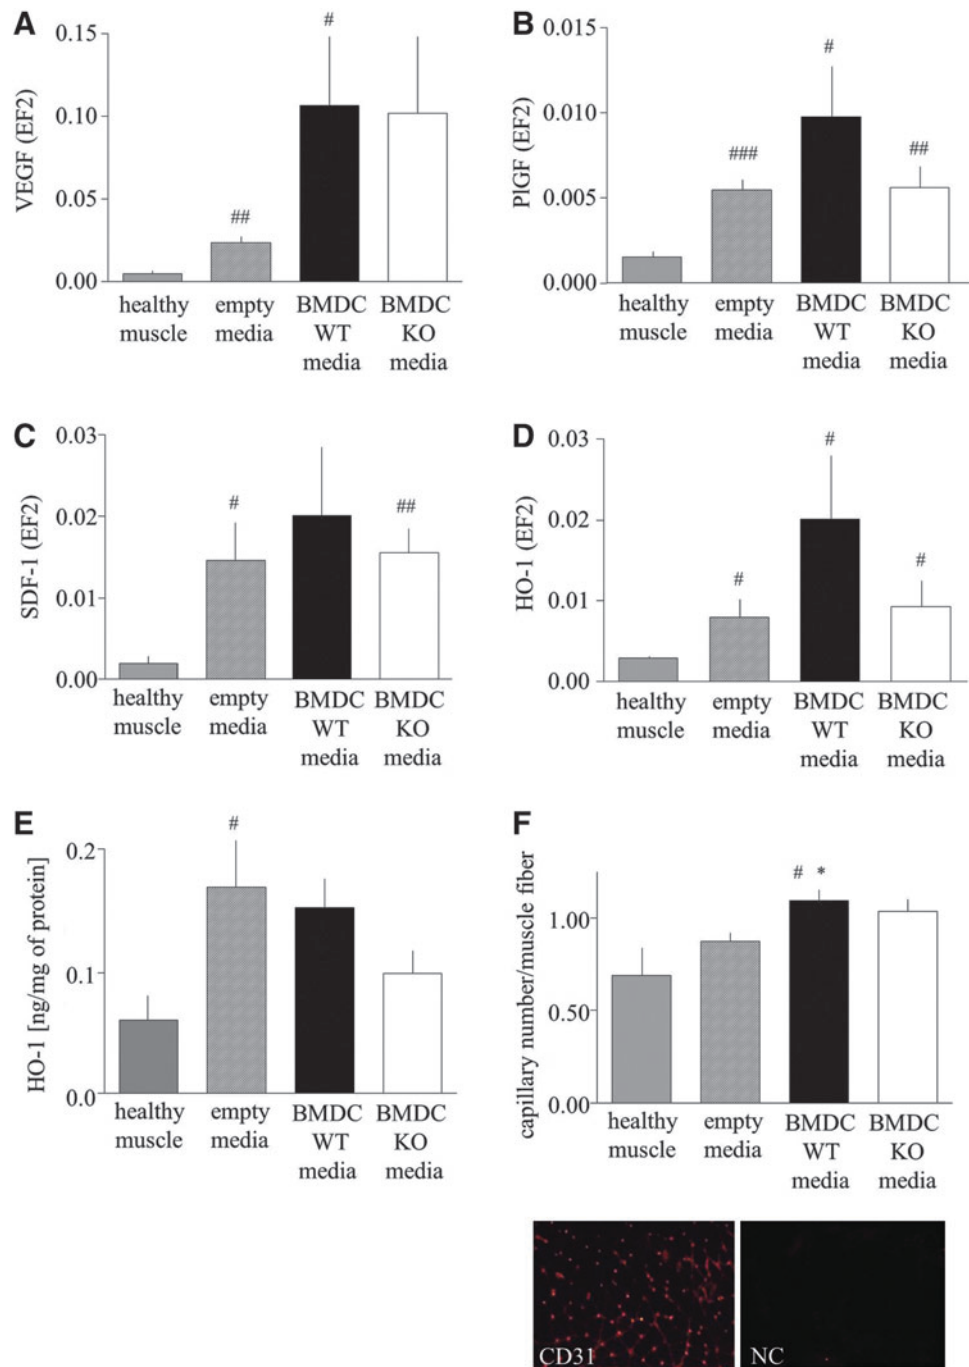 A
VEGF (EF2)
0.15
0.10
0.05
0.00
#
##
healthy muscle
empty media
BMDC WT media
BMDC KO media
B
PlGF (EF2)
0.015
0.010
0.005
0.000
###
#
##
healthy muscle
empty media
BMDC WT media
BMDC KO media
C
SDF-1 (EF2)
0.03
0.02
0.01
0.00
#
##
healthy muscle
empty media
BMDC WT media
BMDC KO media
D
HO-1 (EF2)
0.03
0.02
0.01
0.00
#
#
#
healthy muscle
empty media
BMDC WT media
BMDC KO media
E
HO-1 [ng/mg of protein]
0.2
0.1
0.0
#
healthy muscle
empty media
BMDC WT media
BMDC KO media
F
capillary number/muscle fiber
1.00
0.50
0.00
# *
healthy muscle
empty media
BMDC WT media
BMDC KO media
CD31
NC